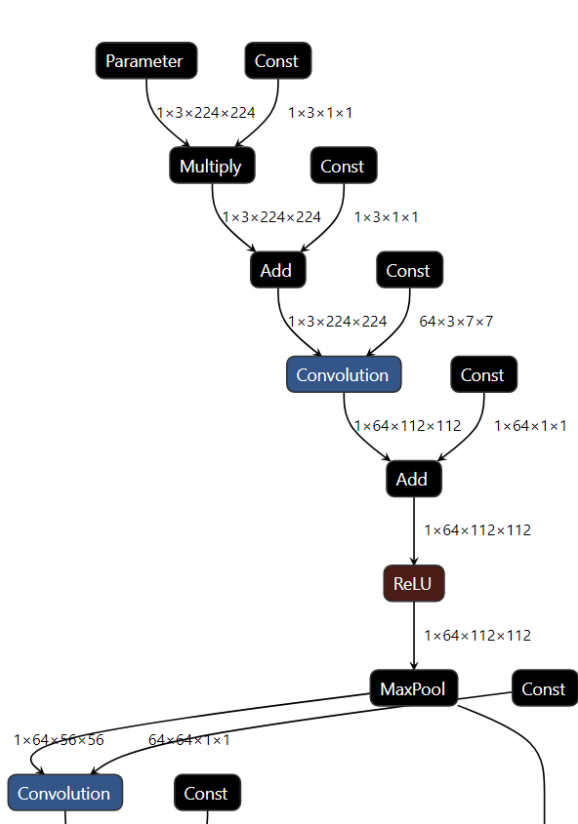 Parameter Const
1×3×224×224 1×3×1×1
Multiply Const
1×3×224×224 1×3×1×1
Add Const
1×3×224×224 64×3×7×7
Convolution Const
1×64×112×112 1×64×1×1
Add
1×64×112×112
ReLU
1×64×112×112
MaxPool Const
1×64×56×56 64×64×1×1
Convolution Const